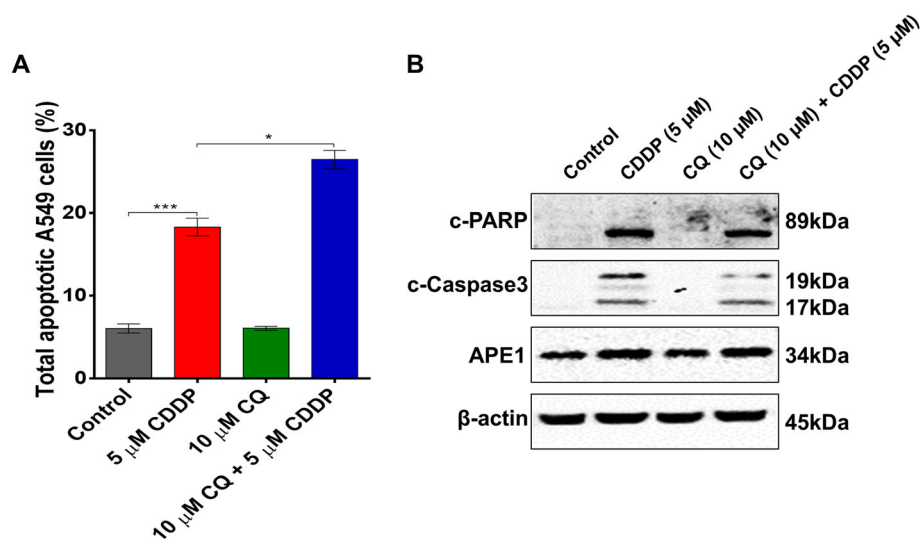 A
Total apoptotic A549 cells (%)
30
20
10
0
***
*
Control
5 μM CDDP
10 μM CQ
10 μM CQ + 5 μM CDDP
B
Control
CDDP (5 μM)
CQ (10 μM)
CQ (10 μM) + CDDP (5 μM)
c-PARP
89kDa
c-Caspase3
19kDa
17kDa
APE1
34kDa
β-actin
45kDa